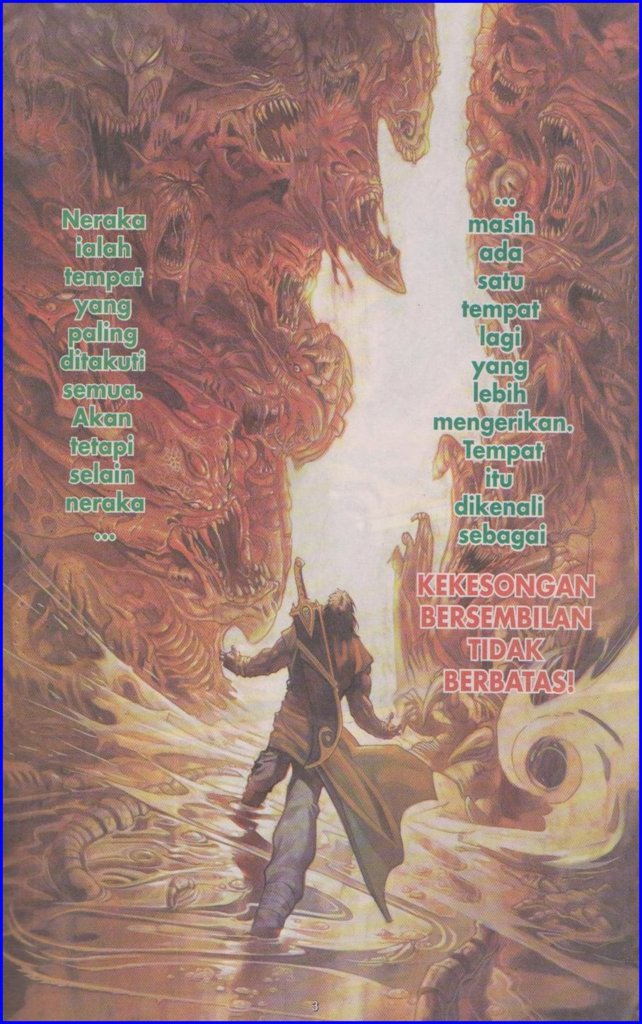 Neraka
ialah
tempat
yang
paling
ditakuti
semua.
Akan
tetapi
selain
neraka
...
...
masih
ada
satu
tempat
lagi
yang
lebih
mengerikan.
Tempat
itu
dikenali
sebagai
KEKESONGAN
BERSEMBILAN
TIDAK
BERBATAS!
3